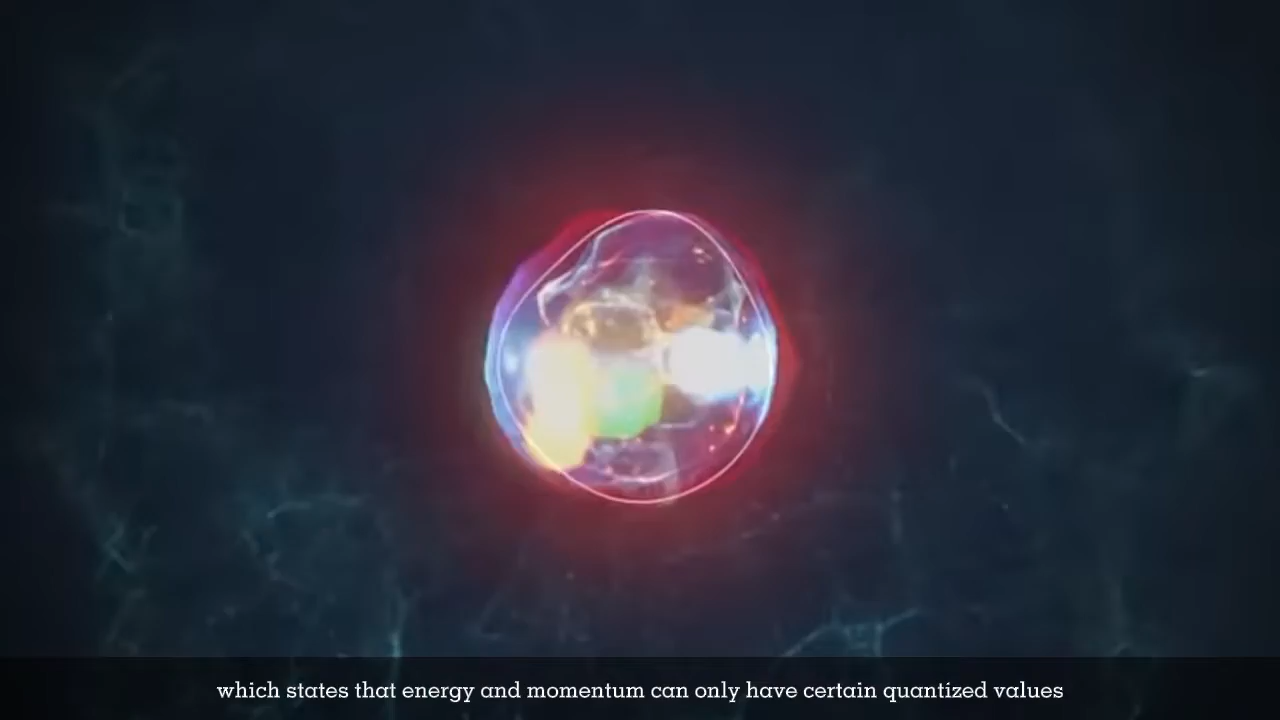 which states that energy and momentum can only have certain quantized values